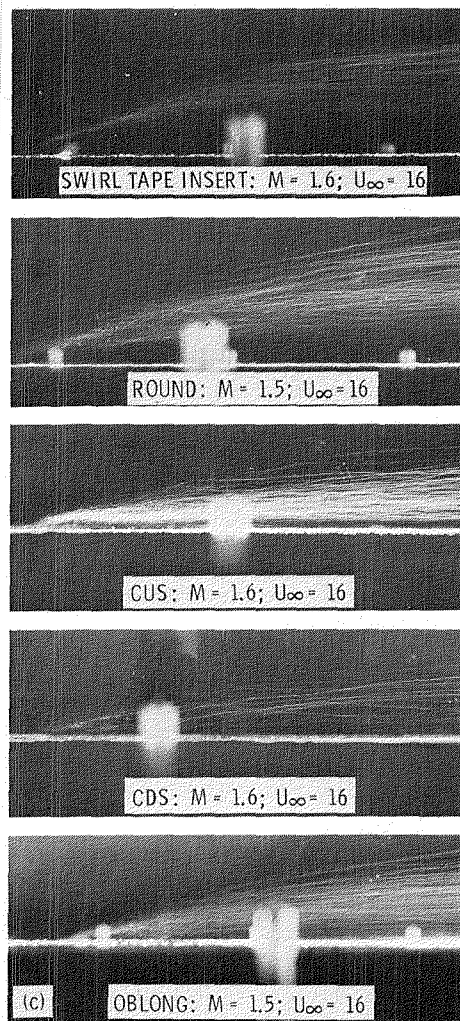 SWIRL TAPE INSERT: M = 1.6; U∞ = 16
ROUND: M = 1.5; U∞ = 16
CUS: M = 1.6; U∞ = 16
CDS: M = 1.6; U∞ = 16
(c) OBLONG: M = 1.5; U∞ = 16